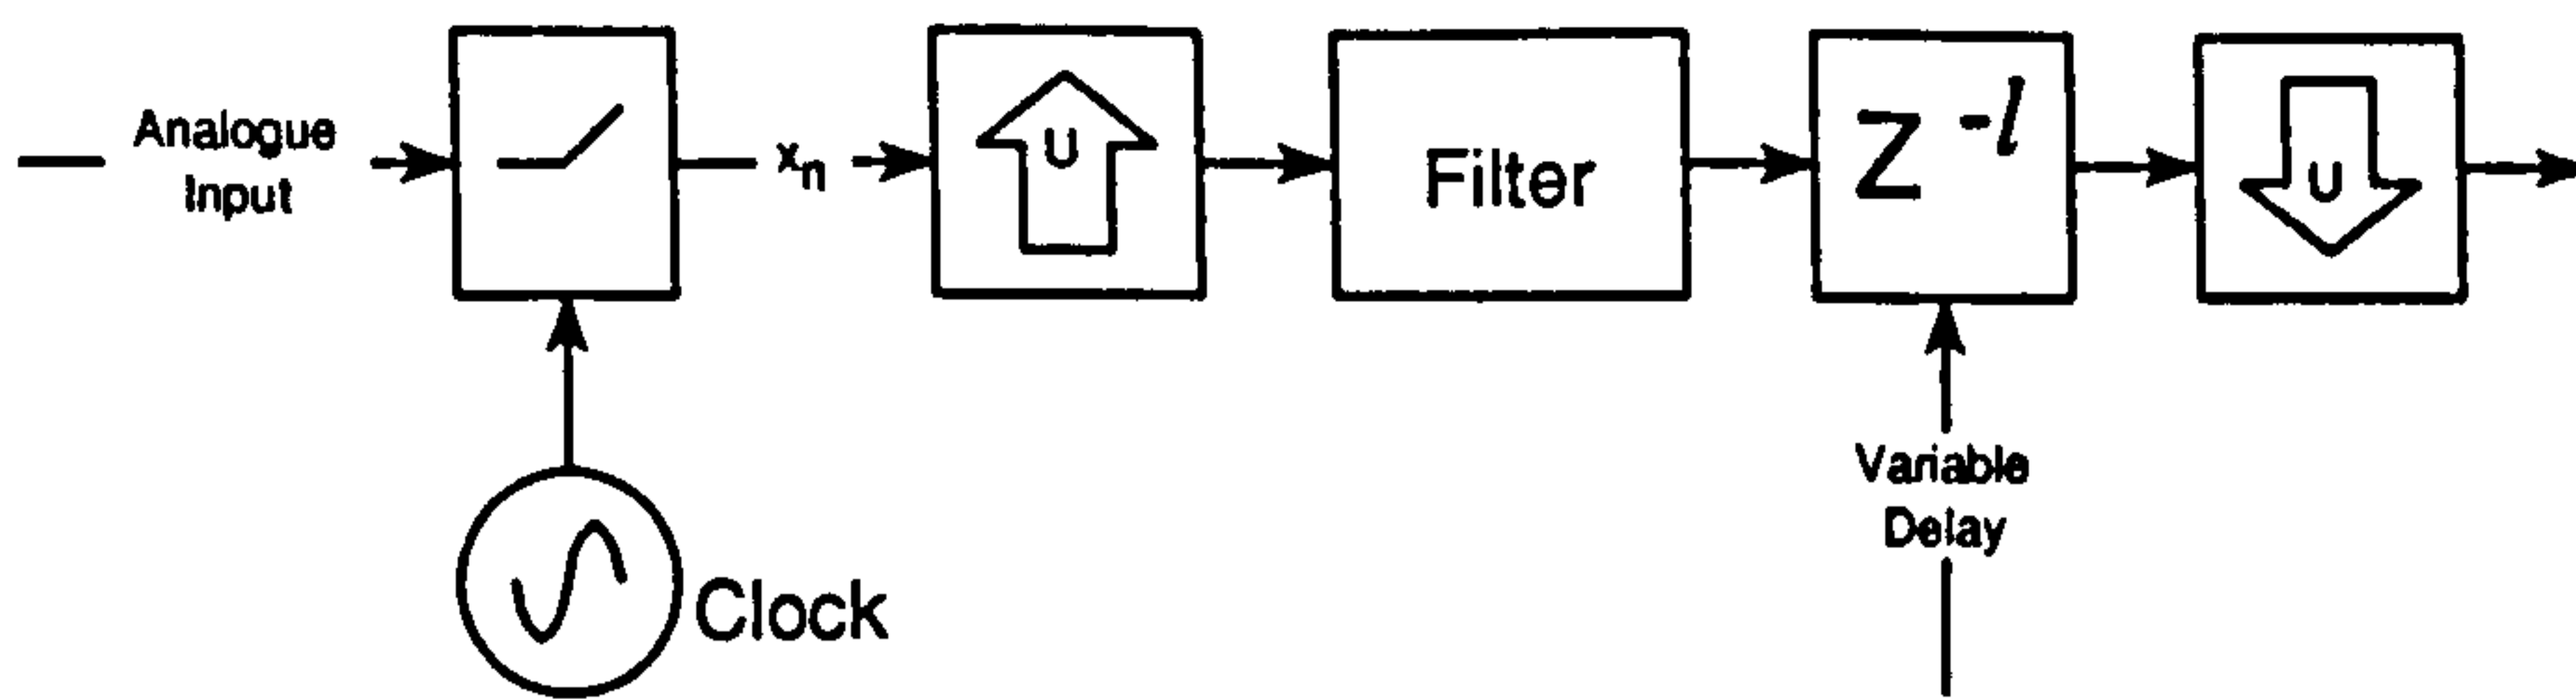 Analogue
Input
xn
U
Filter
Z-l
U
Variable
Delay
Clock